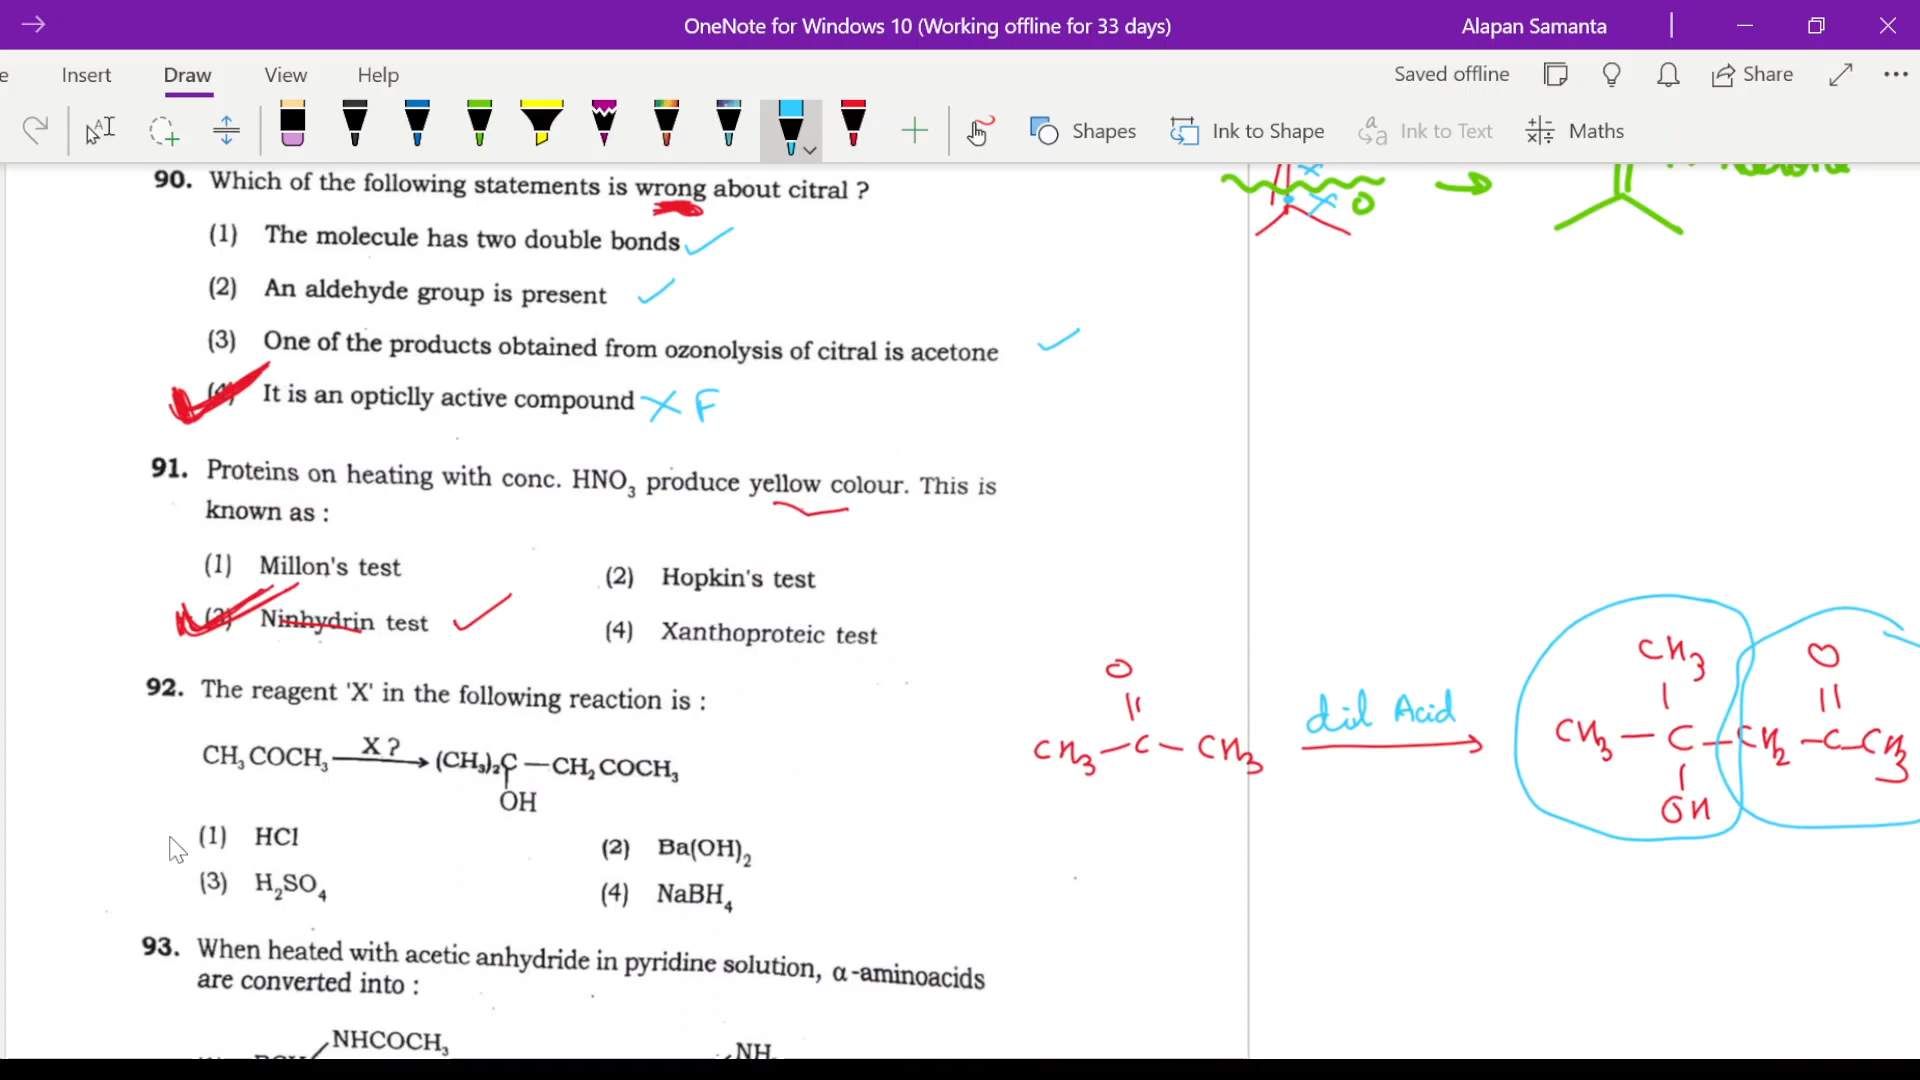 OneNote for Windows 10 (Working offline for 33 days)
Alapan Samanta
e Insert Draw View Help
Saved offline Share
Shapes Ink to Shape Ink to Text Maths
90. Which of the following statements is wrong about citral ?
(1) The molecule has two double bonds
(2) An aldehyde group is present
(3) One of the products obtained from ozonolysis of citral is acetone
(4) It is an opticlly active compound X F
91. Proteins on heating with conc. HNO₃ produce yellow colour. This is
known as :
(1) Millon's test
(2) Hopkin's test
(3) Ninhydrin test
(4) Xanthoproteic test
92. The reagent 'X' in the following reaction is :
CH₃COCH₃ X ? → (CH₃)₂C—CH₂COCH₃
OH
(1) HCl
(2) Ba(OH)₂
(3) H₂SO₄
(4) NaBH₄
93. When heated with acetic anhydride in pyridine solution, α-aminoacids
are converted into :
NHCOCH₃
NH
X
X O
O
||
CH₃—C—CH₃
dil Acid
CH₃ O
| ||
CH₃—C—CH₂—C—CH₃
|
OH